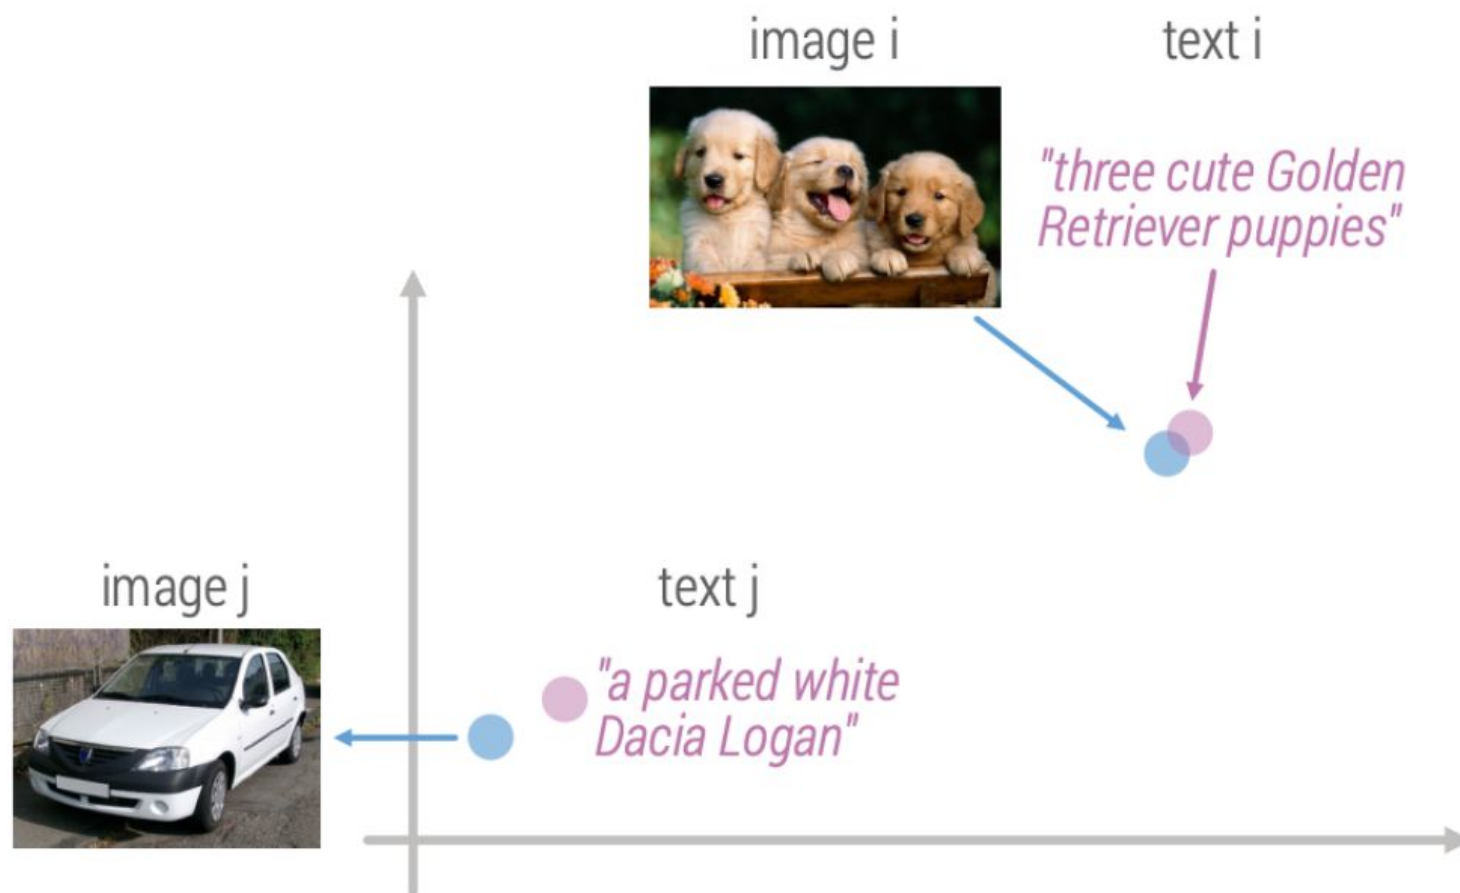 image i
text i
"three cute Golden
Retriever puppies"
image j
text j
"a parked white
Dacia Logan"